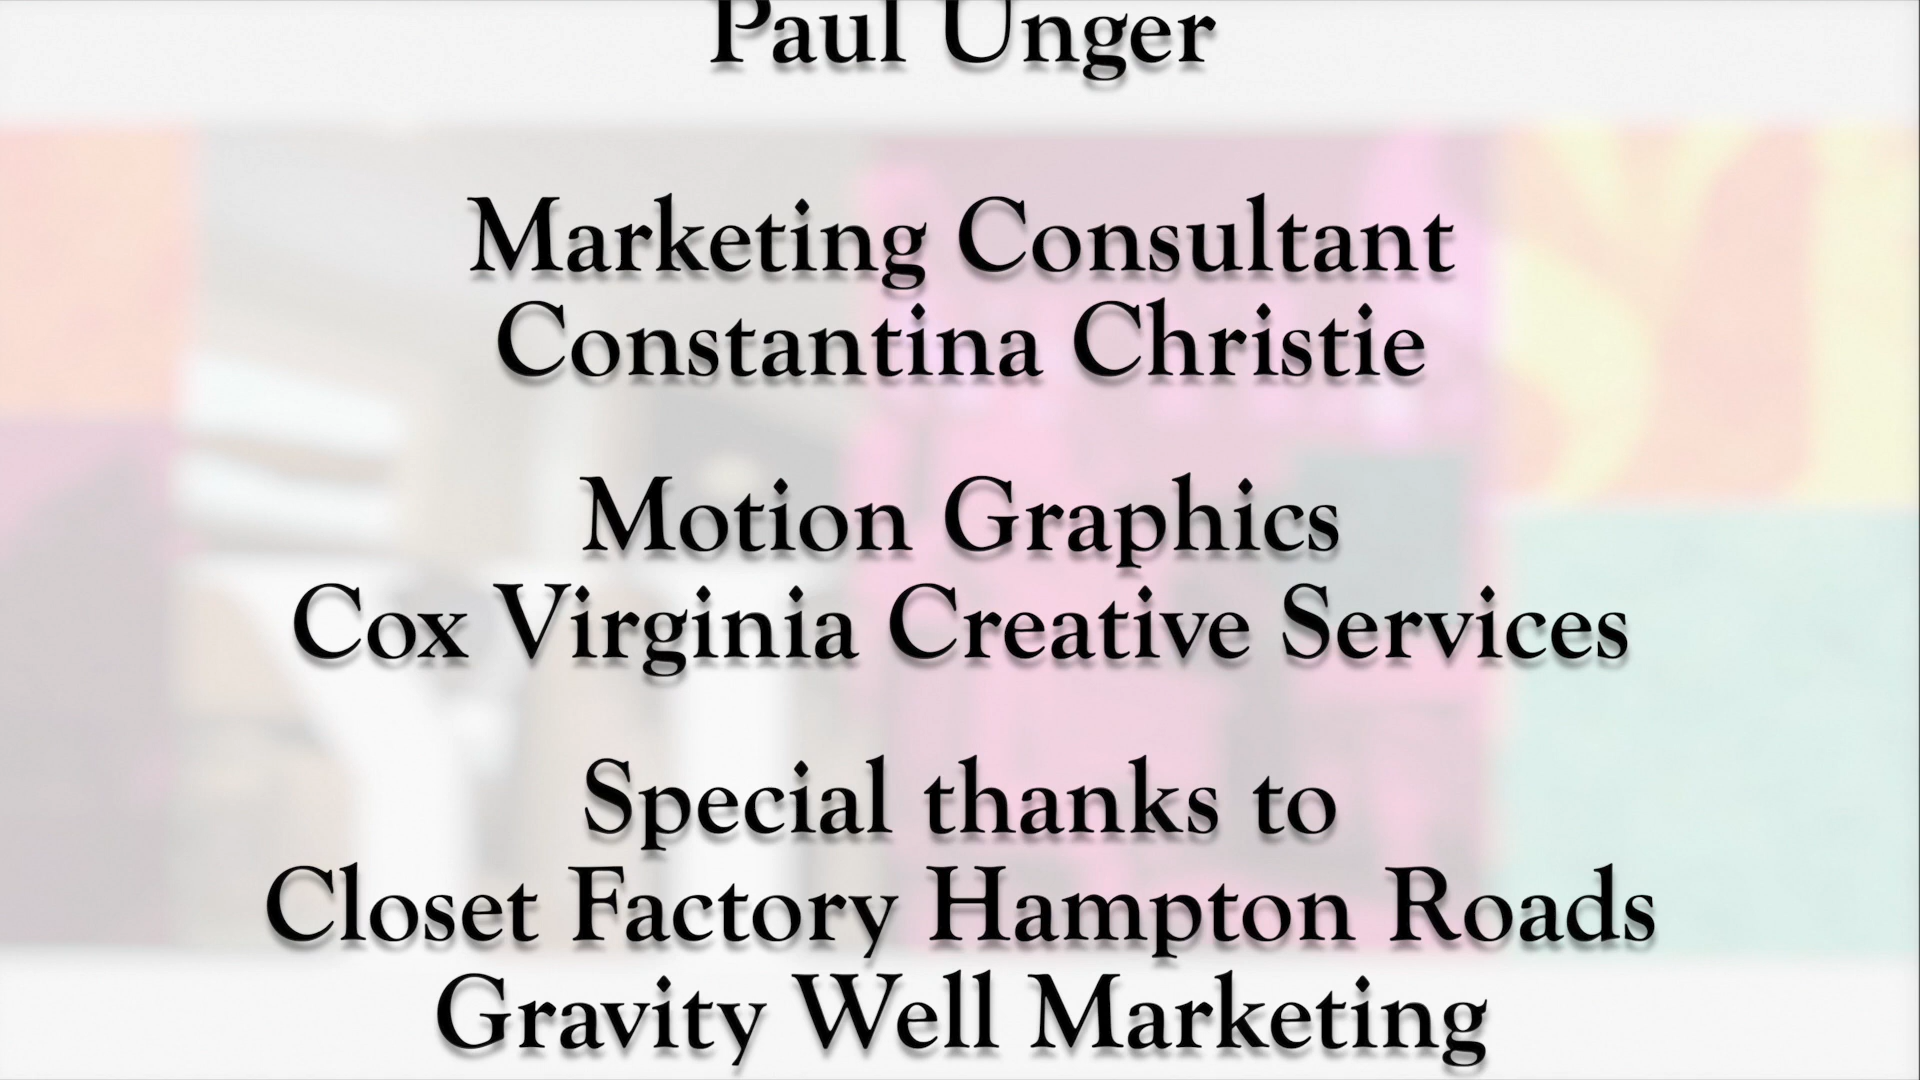 Paul Unger
Marketing Consultant
Constantina Christie
Motion Graphics
Cox Virginia Creative Services
Special thanks to
Closet Factory Hampton Roads
Gravity Well Marketing